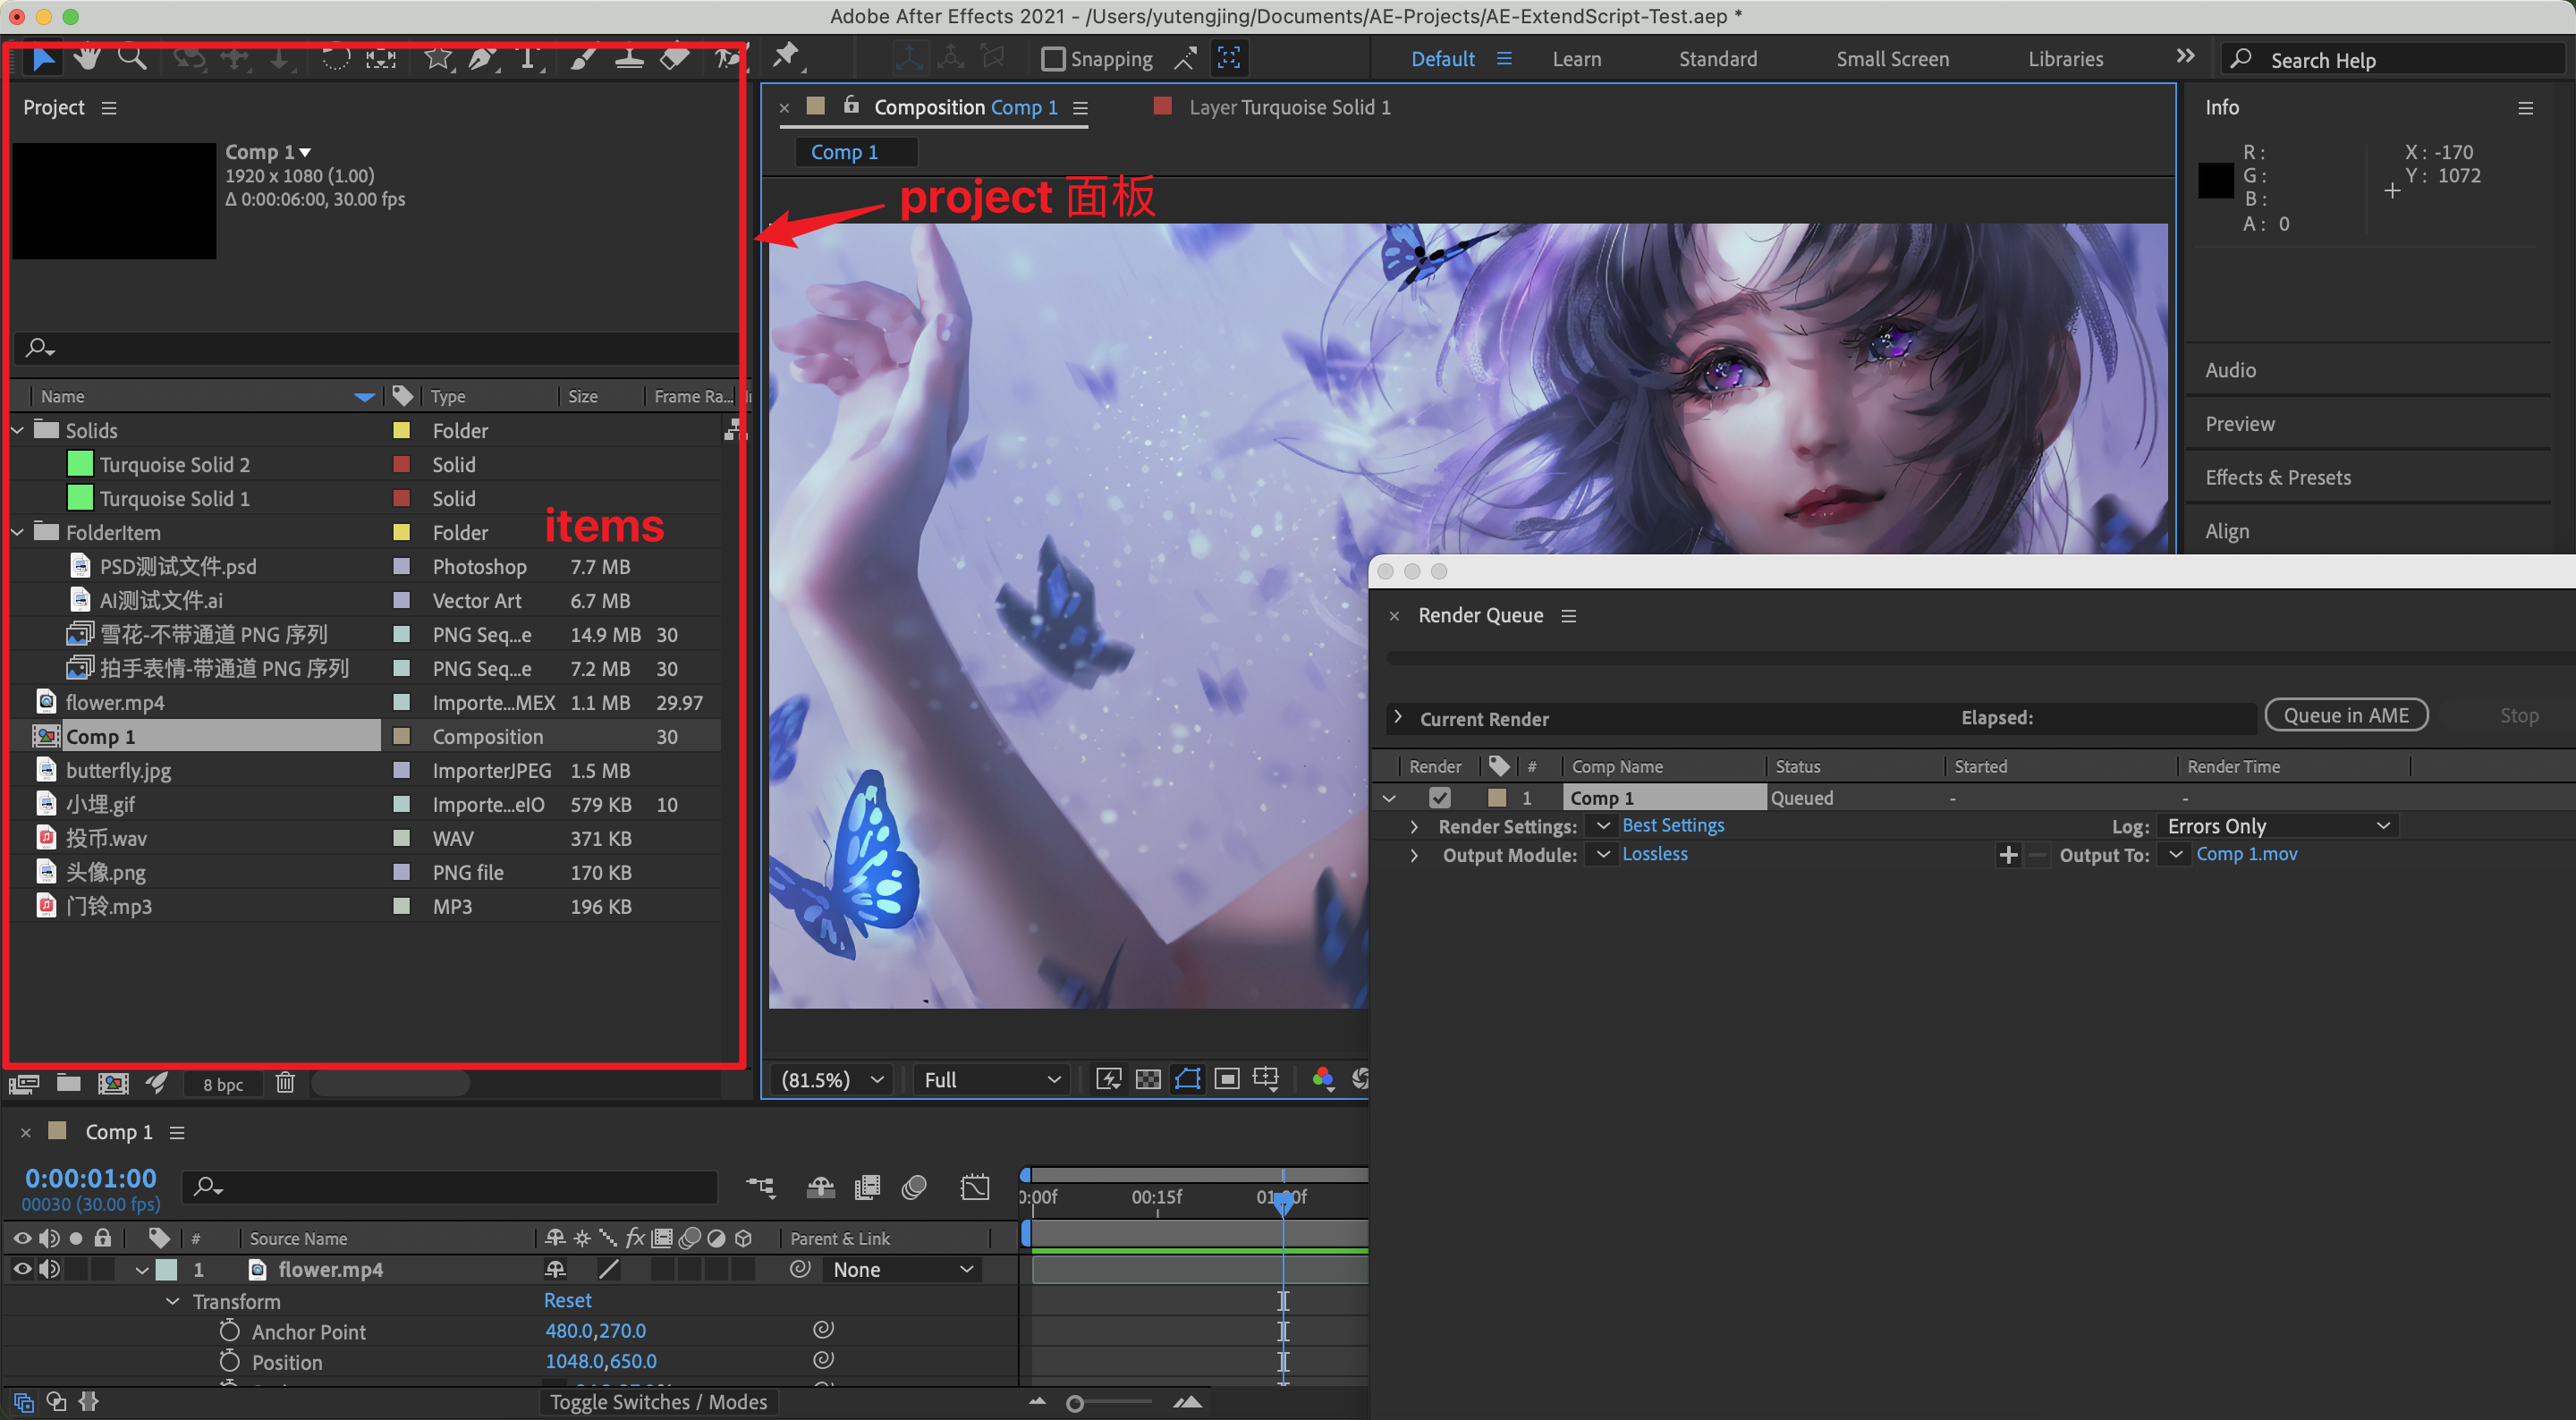 Adobe After Effects 2021 - /Users/yutengjing/Documents/AE-Projects/AE-ExtendScript-Test.aep *
Snapping
Default
Learn
Standard
Small Screen
Libraries
Search Help
Project
Comp 1
1920 x 1080 (1.00)
Δ 0:00:06:00, 30.00 fps
Name Type Size Frame Ra...
Solids Folder
Turquoise Solid 2 Solid
Turquoise Solid 1 Solid
items
FolderItem Folder
PSD测试文件.psd Photoshop 7.7 MB
AI测试文件.ai Vector Art 6.7 MB
雪花-不带通道 PNG 序列 PNG Seq...e 14.9 MB 30
拍手表情-带通道 PNG 序列 PNG Seq...e 7.2 MB 30
flower.mp4 Importe...MEX 1.1 MB 29.97
Comp 1 Composition 30
butterfly.jpg ImporterJPEG 1.5 MB
小埋.gif Importe...eIO 579 KB 10
投币.wav WAV 371 KB
头像.png PNG file 170 KB
门铃.mp3 MP3 196 KB
8 bpc
Composition Comp 1
Layer Turquoise Solid 1
Comp 1
project 面板
(81.5%)
Full
Info
R :
G :
B :
A : 0
X : -170
Y : 1072
Audio
Preview
Effects & Presets
Align
Render Queue
Current Render
Elapsed:
Queue in AME
Stop
Render # Comp Name Status Started Render Time
1 Comp 1 Queued - -
Render Settings: Best Settings Log: Errors Only
Output Module: Lossless Output To: Comp 1.mov
Comp 1
0:00:01:00
00030 (30.00 fps)
0:00f 00:15f 01:00f
# Source Name fx Parent & Link
1 flower.mp4 None
Transform Reset
Anchor Point 480.0,270.0
Position 1048.0,650.0
Toggle Switches / Modes